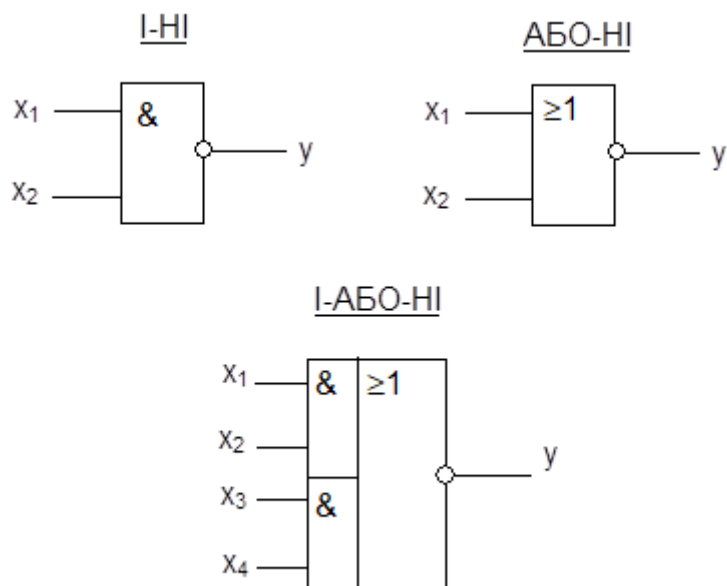 І-НІ
x₁
&
x₂
y
АБО-НІ
x₁
≥1
x₂
y
І-АБО-НІ
x₁
& ≥1
x₂
y
x₃
&
x₄